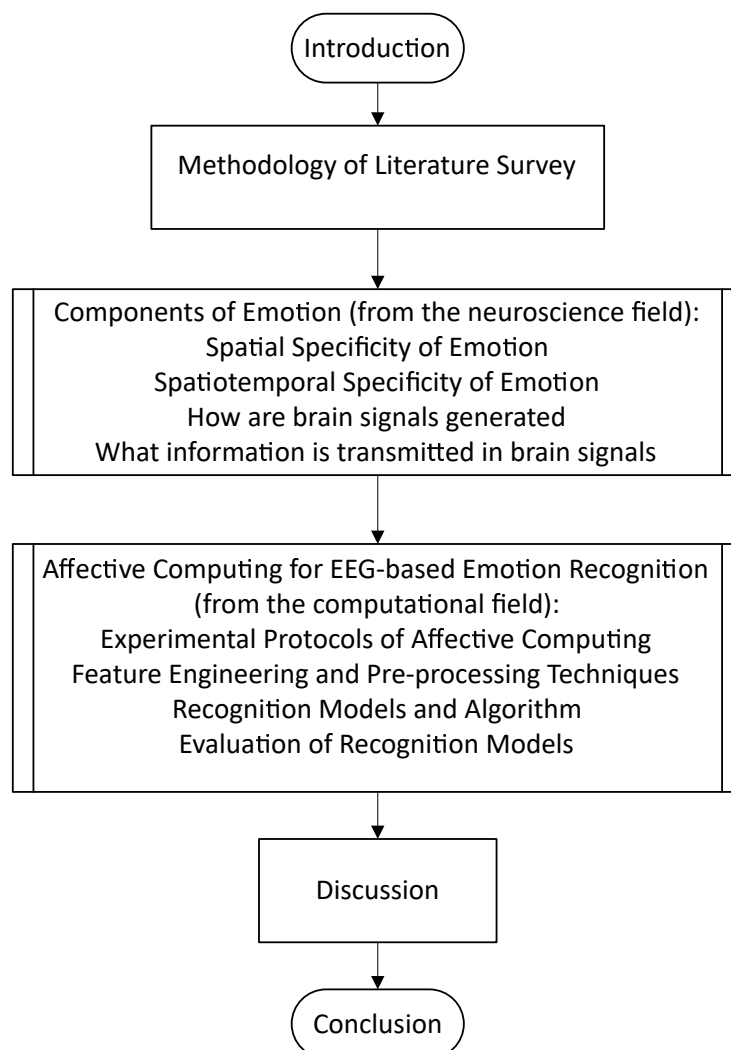 Introduction
Methodology of Literature Survey
Components of Emotion (from the neuroscience field):
Spatial Specificity of Emotion
Spatiotemporal Specificity of Emotion
How are brain signals generated
What information is transmitted in brain signals
Affective Computing for EEG-based Emotion Recognition
(from the computational field):
Experimental Protocols of Affective Computing
Feature Engineering and Pre-processing Techniques
Recognition Models and Algorithm
Evaluation of Recognition Models
Discussion
Conclusion